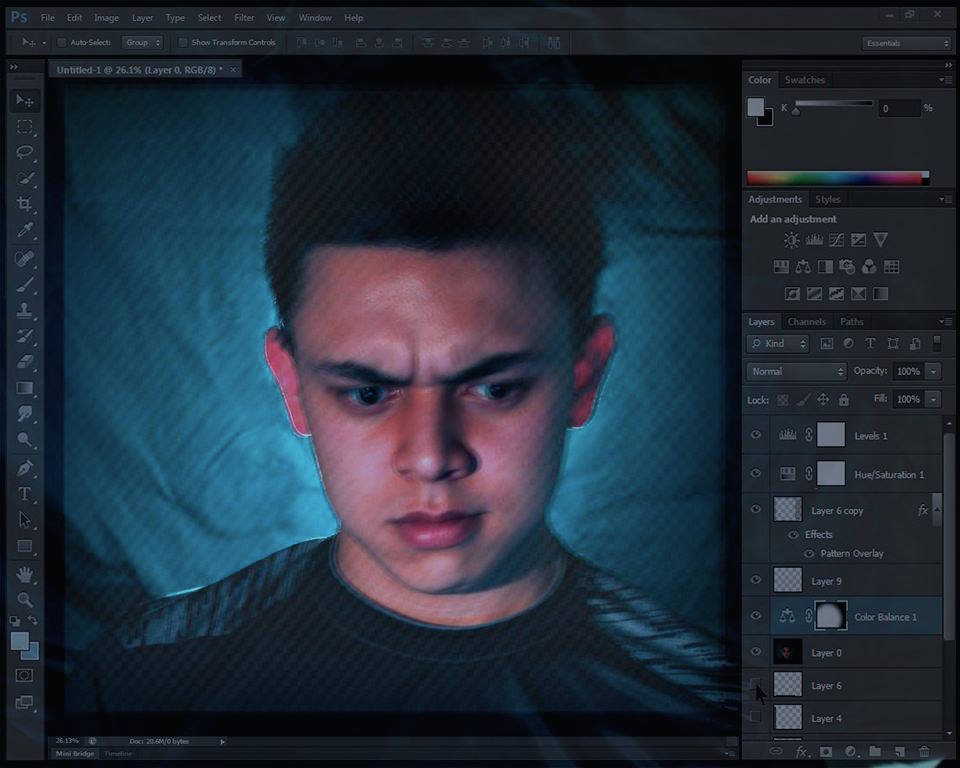 Ps File Edit Image Layer Type Select Filter View Window Help
Auto-Select: Group Show Transform Controls Essentials
Untitled-1 @ 26.1% (Layer 0, RGB/8) * ×
Color Swatches
K 0 %
Adjustments Styles
Add an adjustment
Layers Channels Paths
Kind
Normal Opacity: 100%
Lock: Fill: 100%
Levels 1
Hue/Saturation 1
Layer 6 copy fx
Effects
Pattern Overlay
Layer 9
Color Balance 1
Layer 0
Layer 6
Layer 4
26.13% Doc: 20.6M/0 bytes
Mini Bridge Timeline
fx